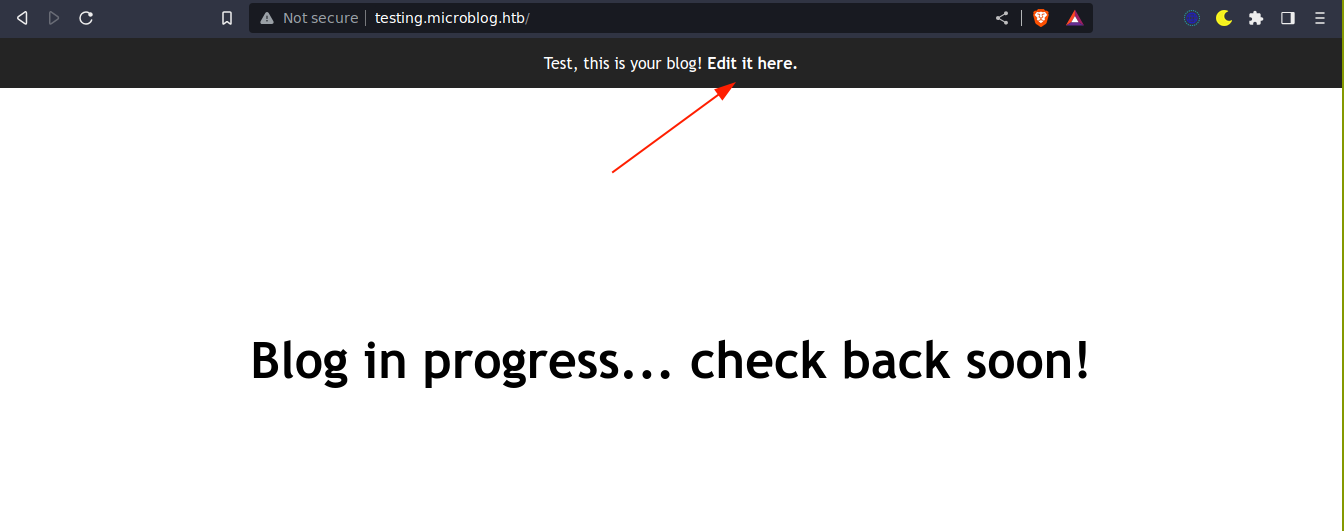 Not secure testing.microblog.htb/
Test, this is your blog! Edit it here.
Blog in progress... check back soon!